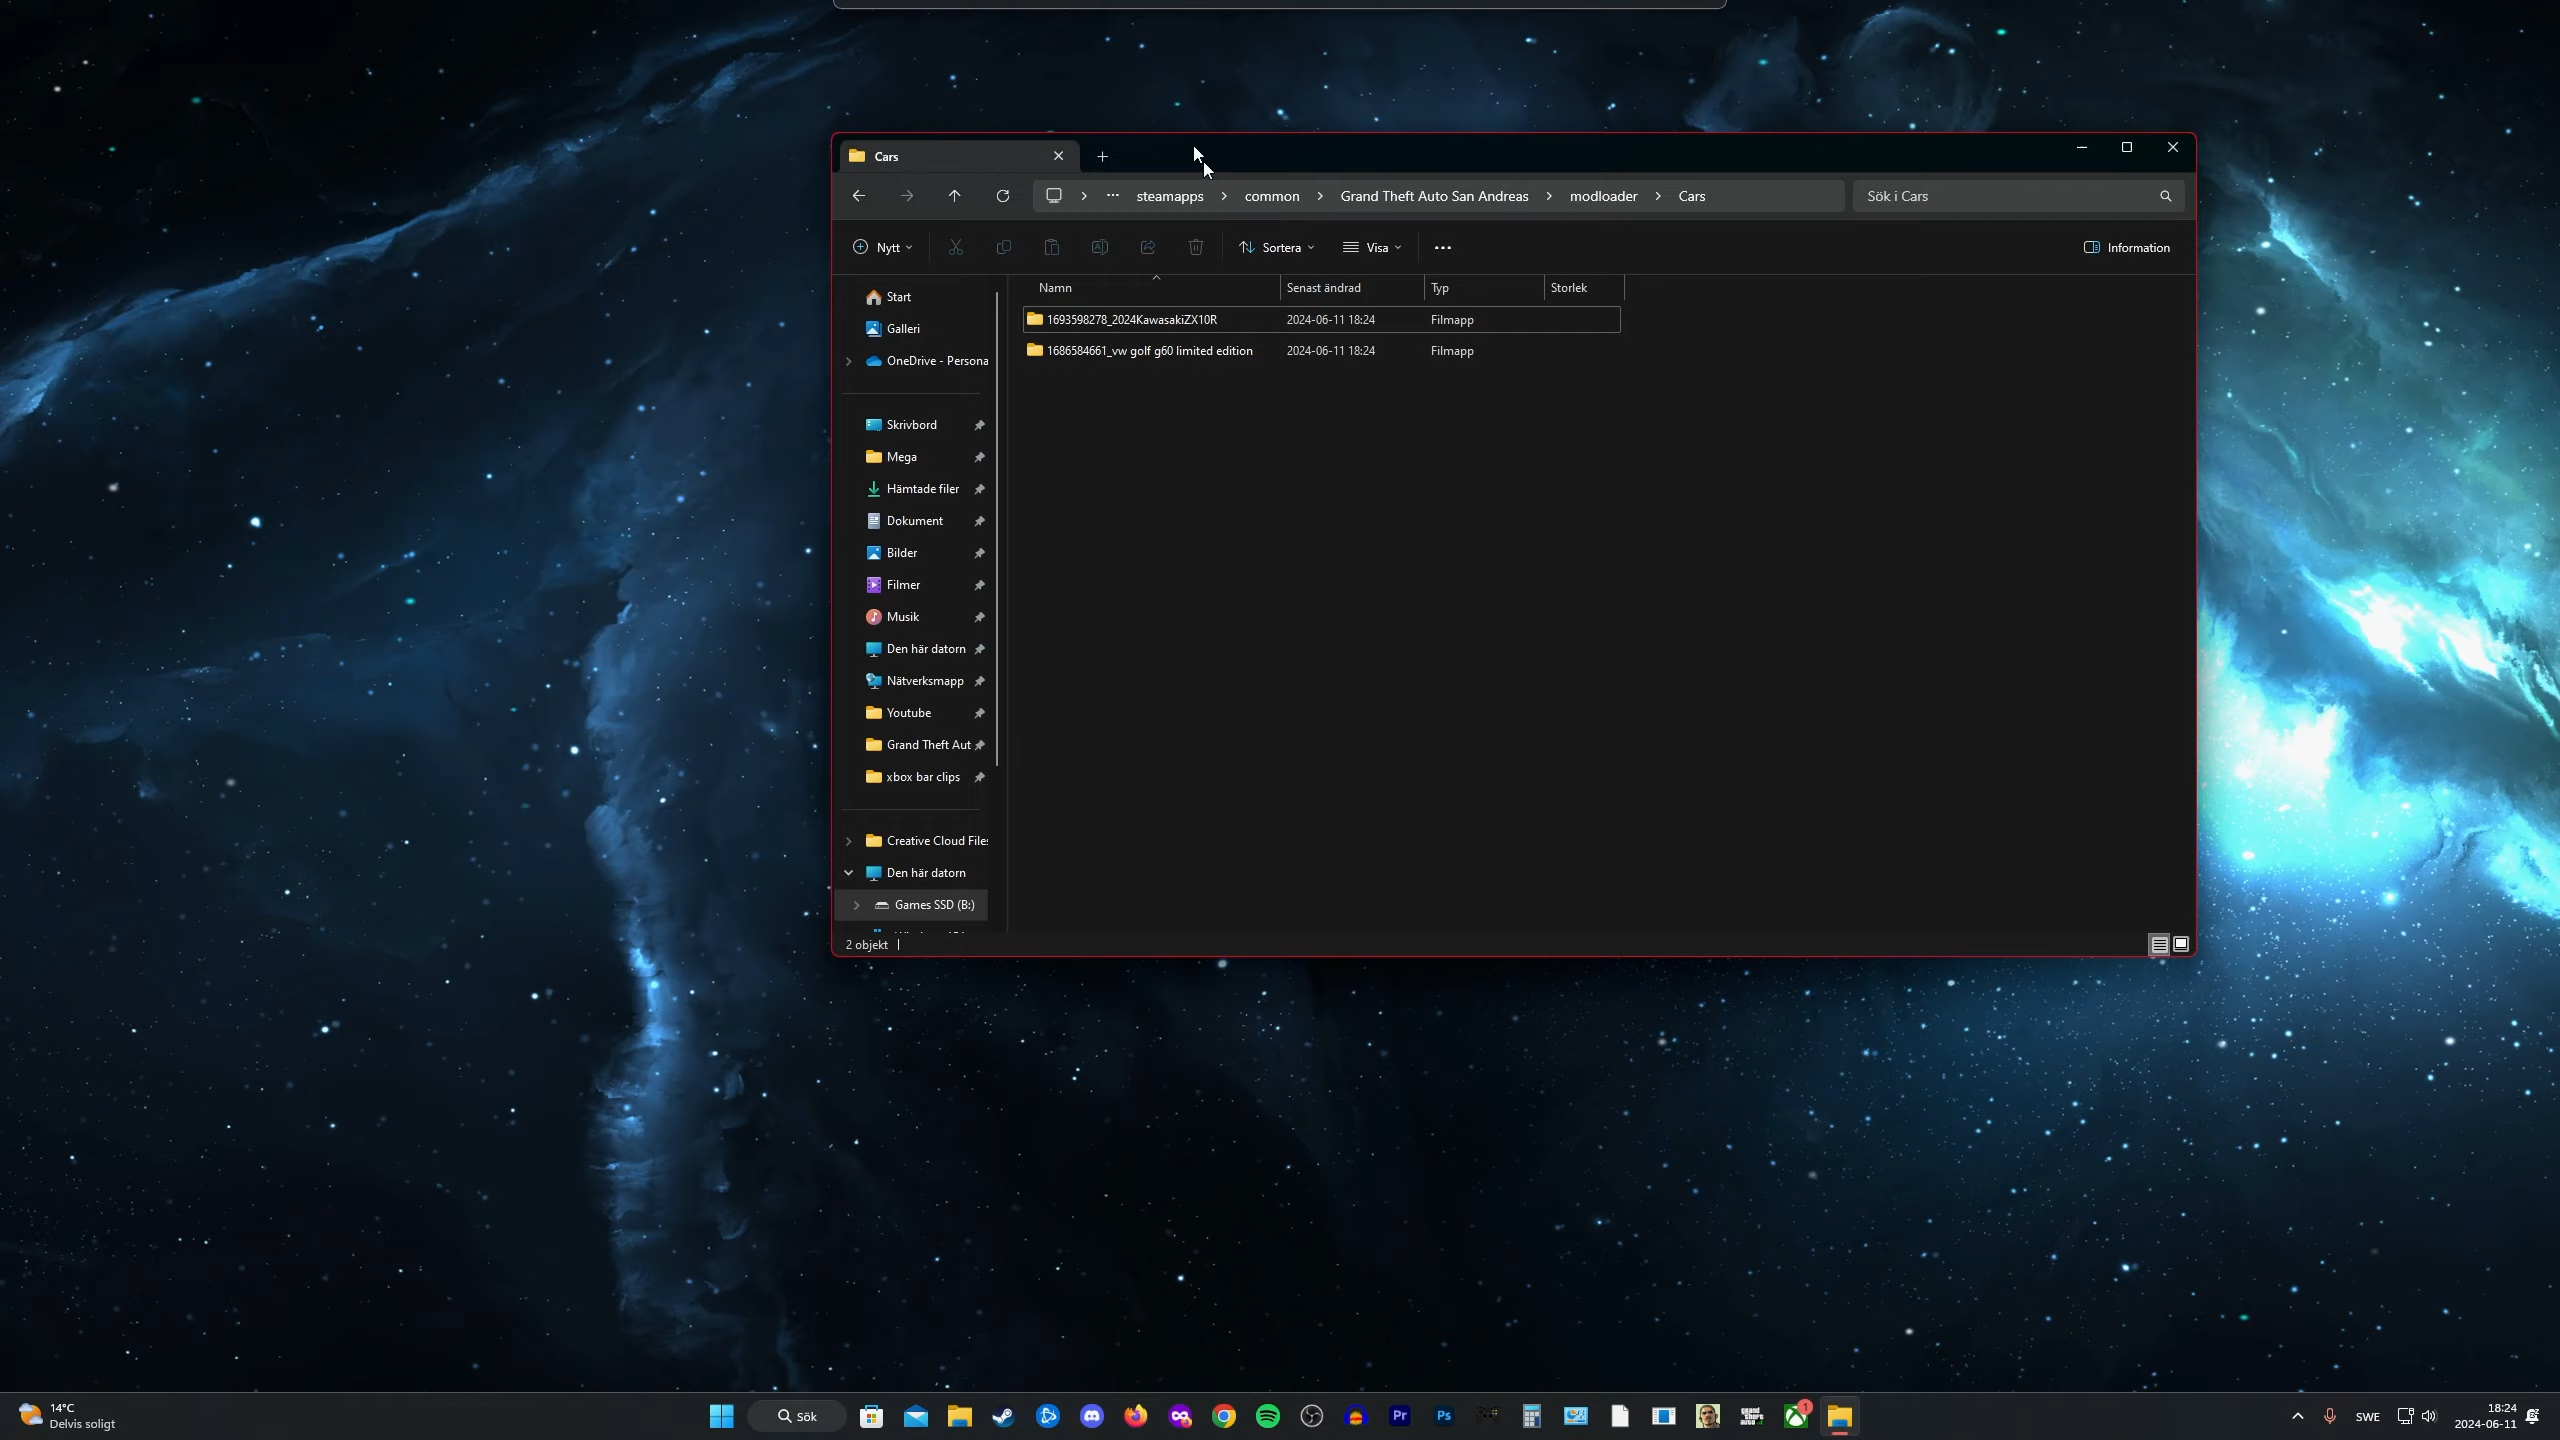 Cars
steamapps
common
Grand Theft Auto San Andreas
modloader
Cars
Sök i Cars
Nytt
Sortera
Visa
Information
Namn
Senast ändrad
Typ
Storlek
1693598278_2024KawasakiZX10R 2024-06-11 18:24 Filmapp
1686584661_vw golf g60 limited edition 2024-06-11 18:24 Filmapp
Start
Galleri
OneDrive - Persona
Skrivbord
Mega
Hämtade filer
Dokument
Bilder
Filmer
Musik
Den här datorn
Nätverksmapp
Youtube
Grand Theft Aut
xbox bar clips
Creative Cloud Files
Den här datorn
Games SSD (B:)
2 objekt
14°C
Delvis soligt
Sök
Pr
Ps
1
SWE
18:24
2024-06-11